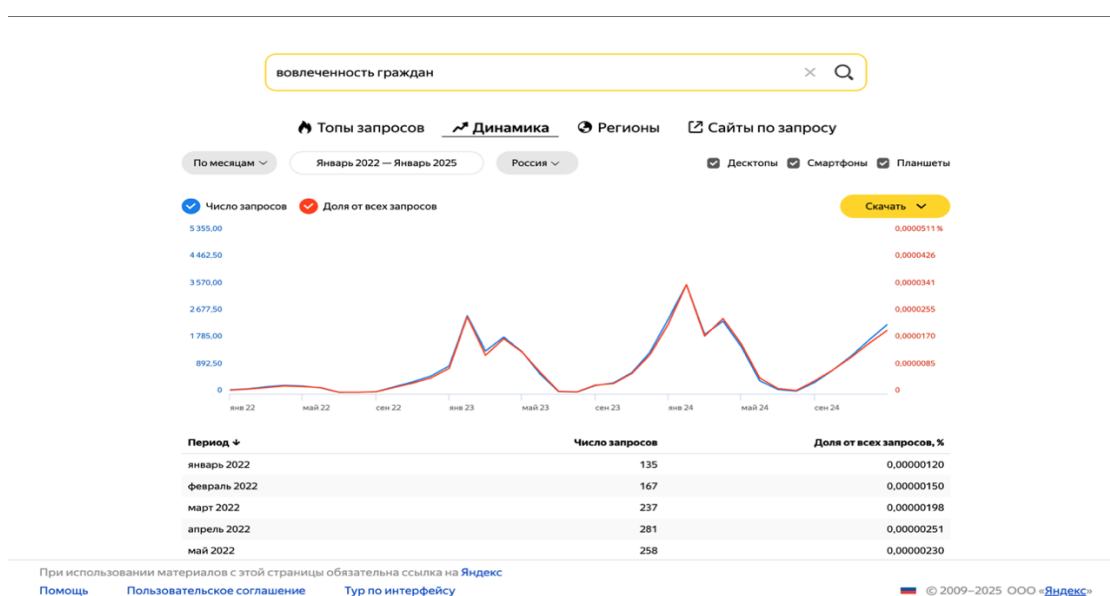 вовлеченность граждан
Топы запросов Динамика Регионы Сайты по запросу
По месяцам Январь 2022 — Январь 2025 Россия Десктопы Смартфоны Планшеты
Число запросов Доля от всех запросов Скачать
5 355,00 0,0000511 %
4 462,50 0,0000426
3 570,00 0,0000341
2 677,50 0,0000255
1 785,00 0,0000170
892,50 0,0000085
0 0
янв 22 май 22 сен 22 янв 23 май 23 сен 23 янв 24 май 24 сен 24
Период Число запросов Доля от всех запросов, %
январь 2022 135 0,00000120
февраль 2022 167 0,00000150
март 2022 237 0,00000198
апрель 2022 281 0,00000251
май 2022 258 0,00000230
При использовании материалов с этой страницы обязательна ссылка на Яндекс
Помощь Пользовательское соглашение Тур по интерфейсу © 2009–2025 ООО «Яндекс»